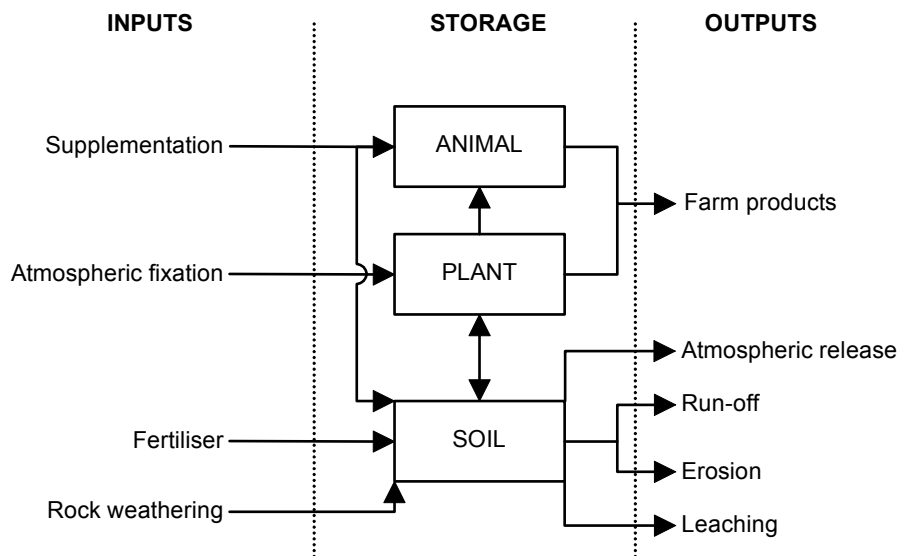 INPUTS STORAGE OUTPUTS
Supplementation ANIMAL
Farm products
Atmospheric fixation PLANT
Atmospheric release
Run-off
Fertiliser SOIL
Erosion
Rock weathering
Leaching